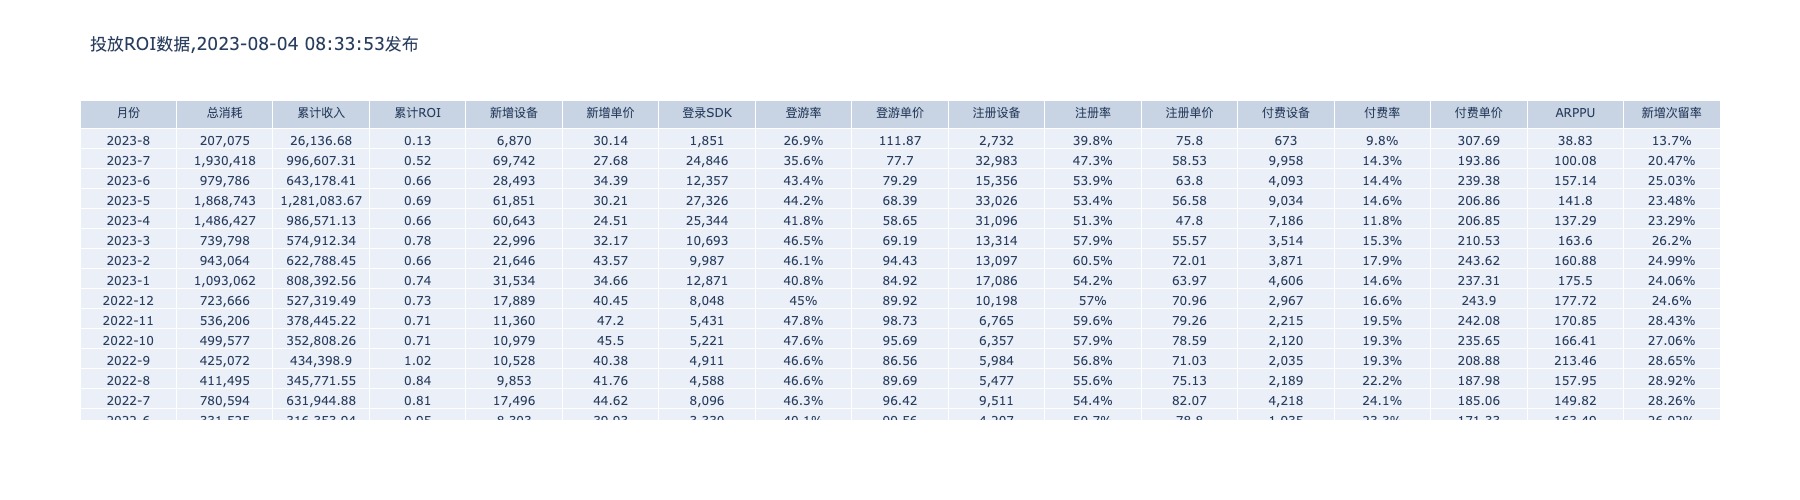 投放ROI数据,2023-08-04 08:33:53发布
月份 总消耗 累计收入 累计ROI 新增设备 新增单价 登录SDK 登游率 登游单价 注册设备 注册率 注册单价 付费设备 付费率 付费单价 ARPPU 新增次留率
2023-8 207,075 26,136.68 0.13 6,870 30.14 1,851 26.9% 111.87 2,732 39.8% 75.8 673 9.8% 307.69 38.83 13.7%
2023-7 1,930,418 996,607.31 0.52 69,742 27.68 24,846 35.6% 77.7 32,983 47.3% 58.53 9,958 14.3% 193.86 100.08 20.47%
2023-6 979,786 643,178.41 0.66 28,493 34.39 12,357 43.4% 79.29 15,356 53.9% 63.8 4,093 14.4% 239.38 157.14 25.03%
2023-5 1,868,743 1,281,083.67 0.69 61,851 30.21 27,326 44.2% 68.39 33,026 53.4% 56.58 9,034 14.6% 206.86 141.8 23.48%
2023-4 1,486,427 986,571.13 0.66 60,643 24.51 25,344 41.8% 58.65 31,096 51.3% 47.8 7,186 11.8% 206.85 137.29 23.29%
2023-3 739,798 574,912.34 0.78 22,996 32.17 10,693 46.5% 69.19 13,314 57.9% 55.57 3,514 15.3% 210.53 163.6 26.2%
2023-2 943,064 622,788.45 0.66 21,646 43.57 9,987 46.1% 94.43 13,097 60.5% 72.01 3,871 17.9% 243.62 160.88 24.99%
2023-1 1,093,062 808,392.56 0.74 31,534 34.66 12,871 40.8% 84.92 17,086 54.2% 63.97 4,606 14.6% 237.31 175.5 24.06%
2022-12 723,666 527,319.49 0.73 17,889 40.45 8,048 45% 89.92 10,198 57% 70.96 2,967 16.6% 243.9 177.72 24.6%
2022-11 536,206 378,445.22 0.71 11,360 47.2 5,431 47.8% 98.73 6,765 59.6% 79.26 2,215 19.5% 242.08 170.85 28.43%
2022-10 499,577 352,808.26 0.71 10,979 45.5 5,221 47.6% 95.69 6,357 57.9% 78.59 2,120 19.3% 235.65 166.41 27.06%
2022-9 425,072 434,398.9 1.02 10,528 40.38 4,911 46.6% 86.56 5,984 56.8% 71.03 2,035 19.3% 208.88 213.46 28.65%
2022-8 411,495 345,771.55 0.84 9,853 41.76 4,588 46.6% 89.69 5,477 55.6% 75.13 2,189 22.2% 187.98 157.95 28.92%
2022-7 780,594 631,944.88 0.81 17,496 44.62 8,096 46.3% 96.42 9,511 54.4% 82.07 4,218 24.1% 185.06 149.82 28.26%